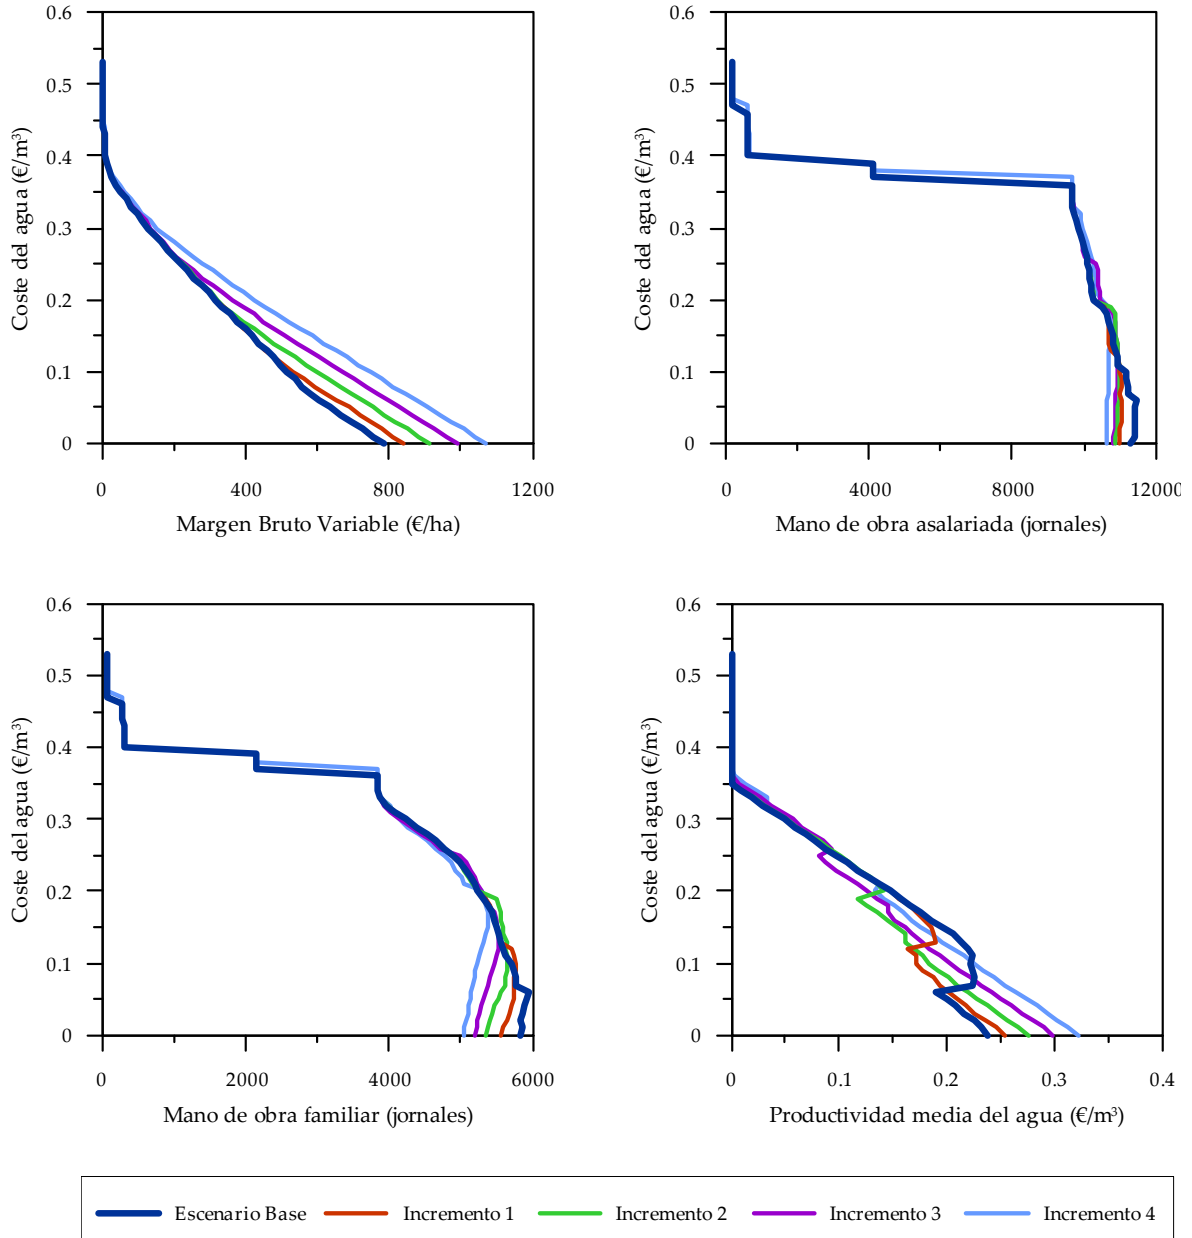 0.6
0.5
0.4
0.3
0.2
0.1
0
Coste del agua (€/m³)
0 400 800 1200
Margen Bruto Variable (€/ha)
0.6
0.5
0.4
0.3
0.2
0.1
0
Coste del agua (€/m³)
0 4000 8000 12000
Mano de obra asalariada (jornales)
0.6
0.5
0.4
0.3
0.2
0.1
0
Coste del agua (€/m³)
0 2000 4000 6000
Mano de obra familiar (jornales)
0.6
0.5
0.4
0.3
0.2
0.1
0
Coste del agua (€/m³)
0 0.1 0.2 0.3 0.4
Productividad media del agua (€/m³)
Escenario Base Incremento 1 Incremento 2 Incremento 3 Incremento 4